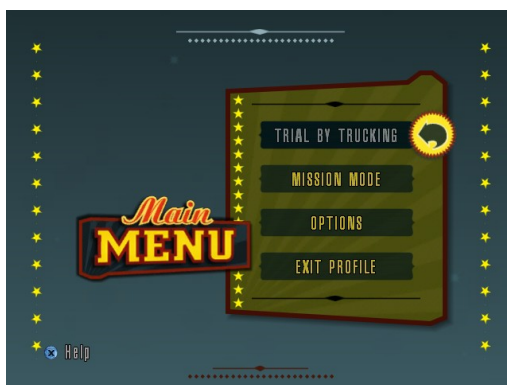 TRIAL BY TRUCKING
MISSION MODE
OPTIONS
EXIT PROFILE
Main
MENU
X Help